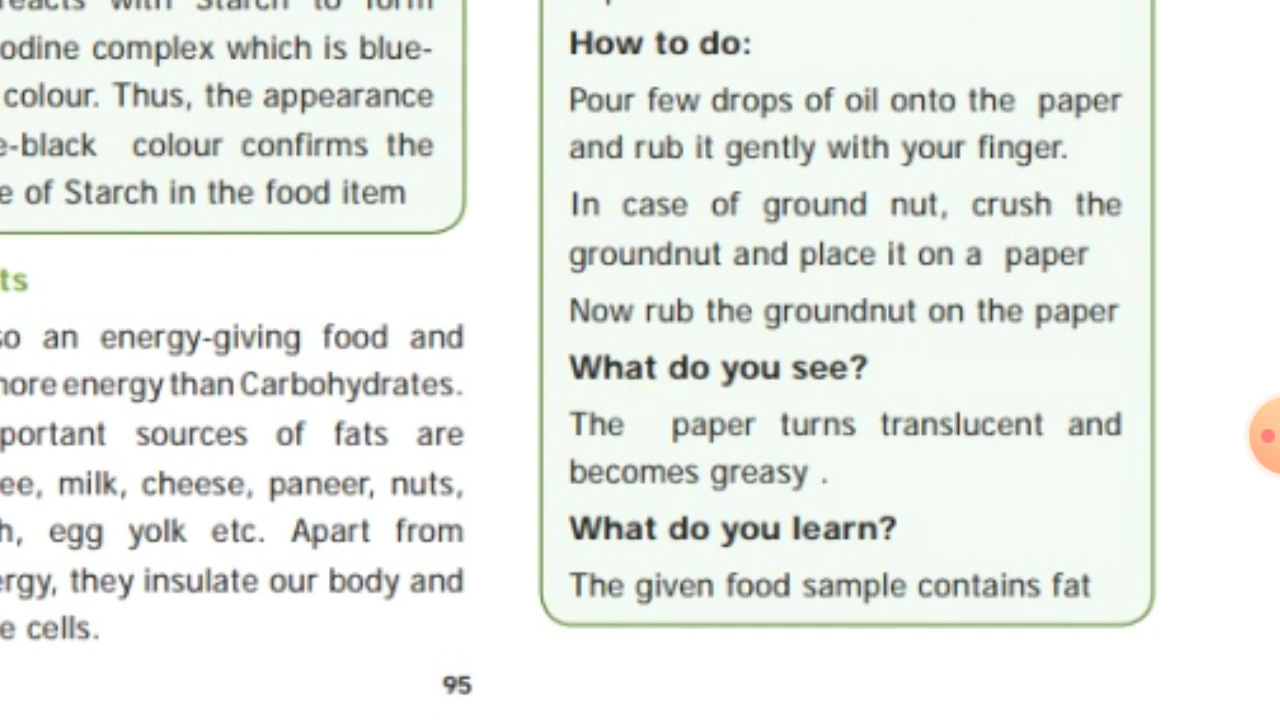 reacts with Starch to form
odine complex which is blue-
colour. Thus, the appearance
e-black colour confirms the
e of Starch in the food item
ts
so an energy-giving food and
more energy than Carbohydrates.
portant sources of fats are
ee, milk, cheese, paneer, nuts,
h, egg yolk etc. Apart from
ergy, they insulate our body and
e cells.
How to do:
Pour few drops of oil onto the paper
and rub it gently with your finger.
In case of ground nut, crush the
groundnut and place it on a paper
Now rub the groundnut on the paper
What do you see?
The paper turns translucent and
becomes greasy .
What do you learn?
The given food sample contains fat
95